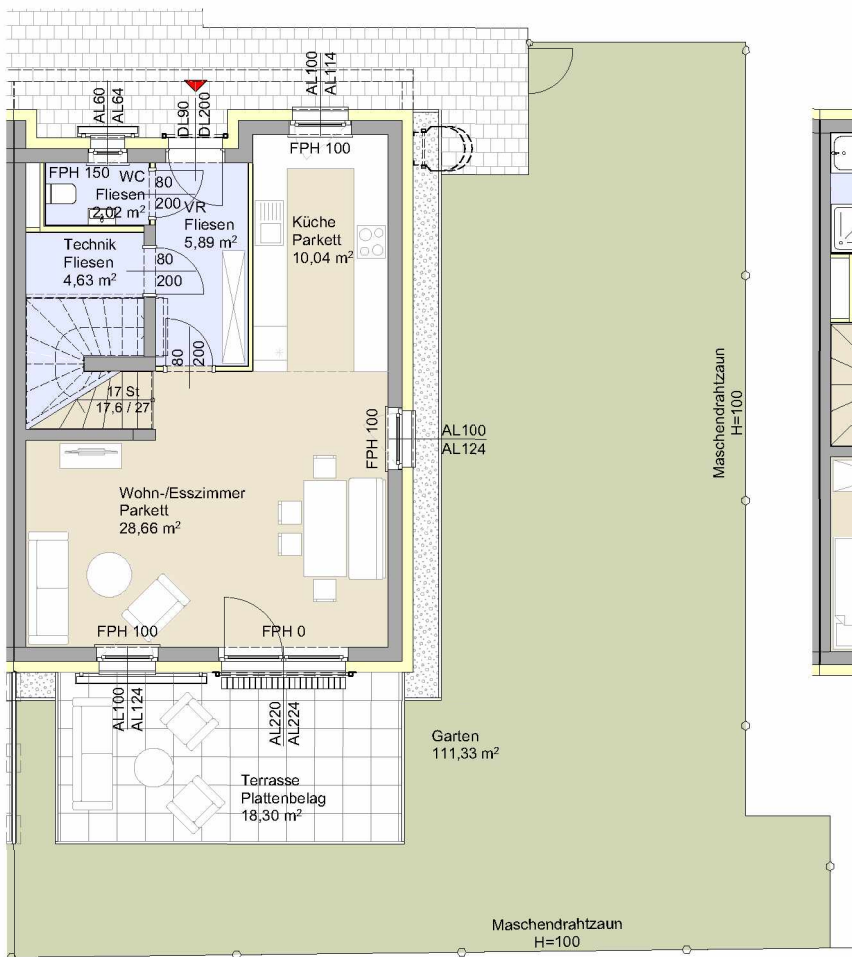 AL60
AL64
DL90
DL200
AL100
AL114
FPH 100
FPH 150
WC
Fliesen
2,02 m²
80
200
VR
Fliesen
5,89 m²
Küche
Parkett
10,04 m²
Technik
Fliesen
4,63 m²
80
200
80
200
17 St
17,6 / 27
FPH 100
AL100
AL124
Maschendrahtzaun
H=100
Wohn-/Esszimmer
Parkett
28,66 m²
FPH 100
FPH 0
AL100
AL124
AL220
AL224
Garten
111,33 m²
Terrasse
Plattenbelag
18,30 m²
Maschendrahtzaun
H=100